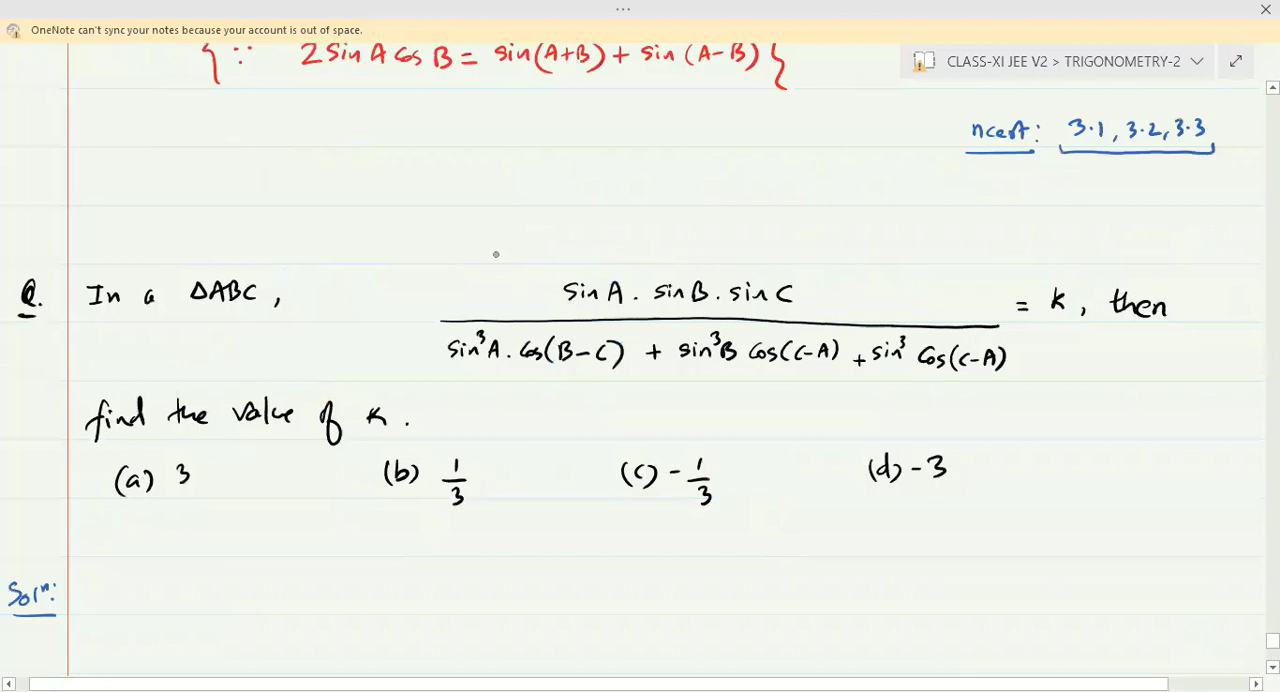 OneNote can't sync your notes because your account is out of space.
{ ∵ 2 Sin A Cos B = sin(A+B) + sin(A-B) }
CLASS-XI JEE V2 > TRIGONOMETRY-2
ncert: 3.1, 3.2, 3.3
Q. In a ΔABC, (sin A . sin B . sin C) / (sin³A . Cos(B-C) + sin³B Cos(C-A) + sin³ Cos(C-A)) = K, then
find the value of K.
(a) 3 (b) 1/3 (c) -1/3 (d) -3
Solⁿ: